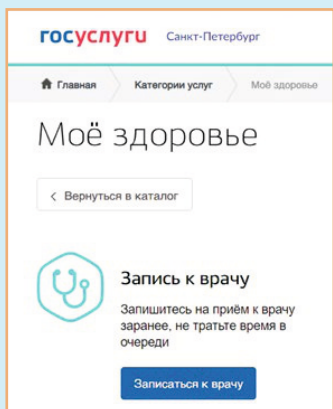 госуслуги Санкт-Петербург
Главная Категории услуг Моё здоровье
Моё здоровье
Вернуться в каталог
Запись к врачу
Запишитесь на приём к врачу
заранее, не тратьте время в
очереди
Записаться к врачу